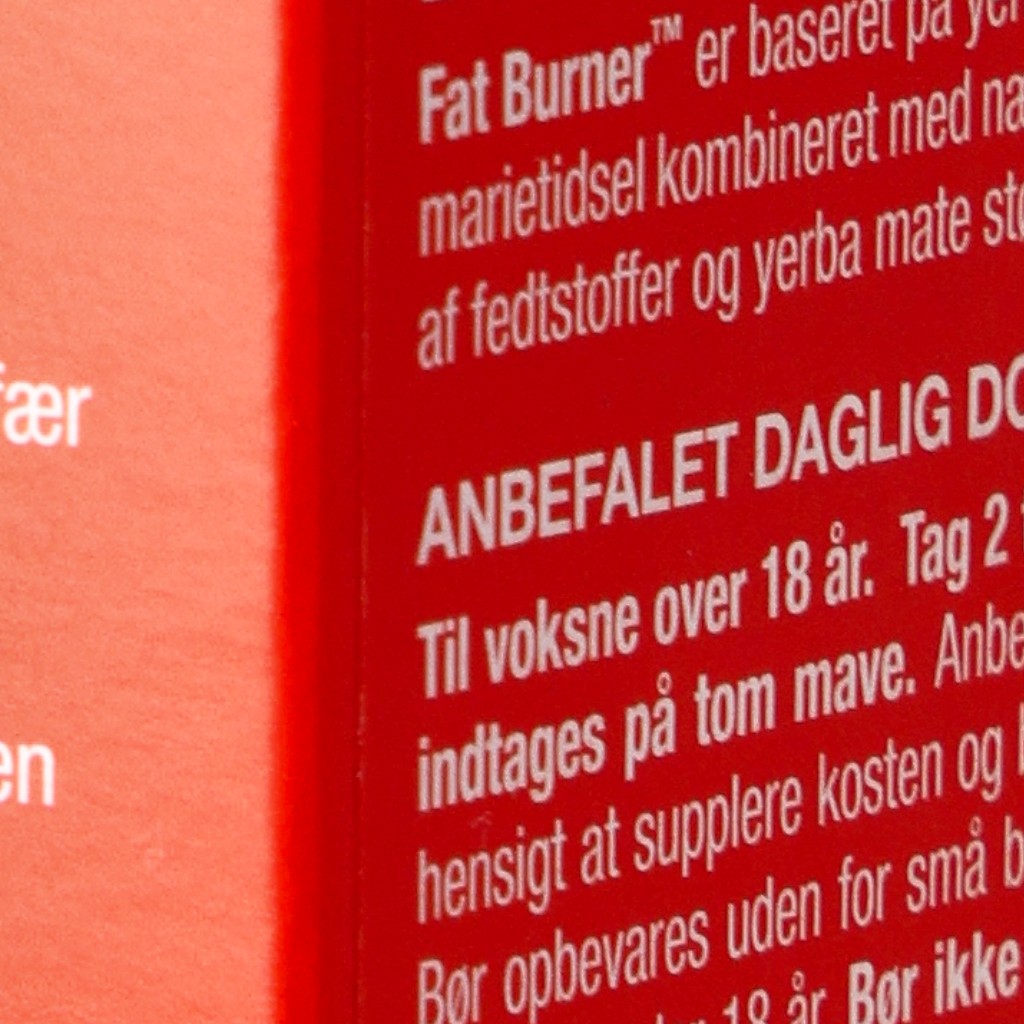 fær
en
Fat Burner™ er baseret på
marietidsel kombineret med
af fedtstoffer og yerba mate
ANBEFALET DAGLIG
Til voksne over 18 år. Tag 2
indtages på tom mave.
hensigt at supplere kosten og
Bør opbevares uden for små
18 år. Bør ikke